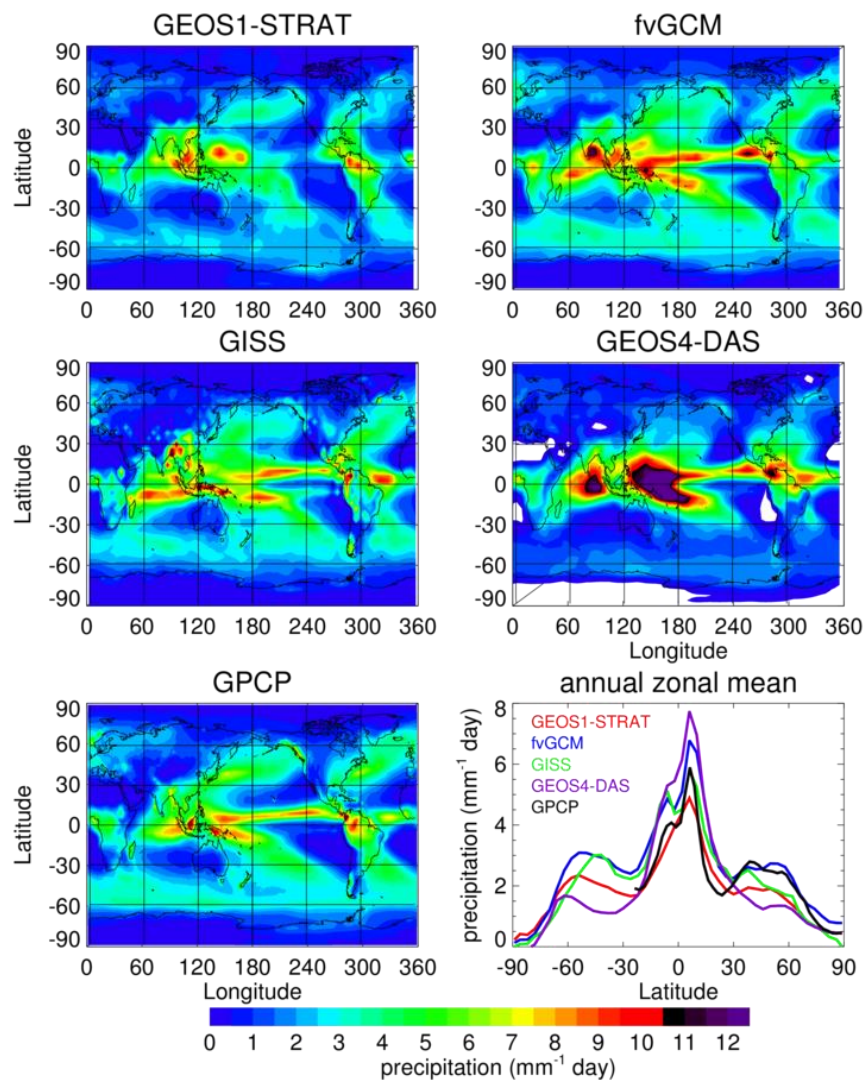 GEOS1-STRAT
90
60
30
0
-30
-60
-90
Latitude
0 60 120 180 240 300 360
fvGCM
90
60
30
0
-30
-60
-90
0 60 120 180 240 300 360
GISS
90
60
30
0
-30
-60
-90
Latitude
0 60 120 180 240 300 360
GEOS4-DAS
90
60
30
0
-30
-60
-90
0 60 120 180 240 300 360
Longitude
GPCP
90
60
30
0
-30
-60
-90
Latitude
0 60 120 180 240 300 360
Longitude
annual zonal mean
8
6
4
2
0
precipitation (mm⁻¹ day)
GEOS1-STRAT
fvGCM
GISS
GEOS4-DAS
GPCP
-90 -60 -30 0 30 60 90
Latitude
0 1 2 3 4 5 6 7 8 9 10 11 12
precipitation (mm⁻¹ day)